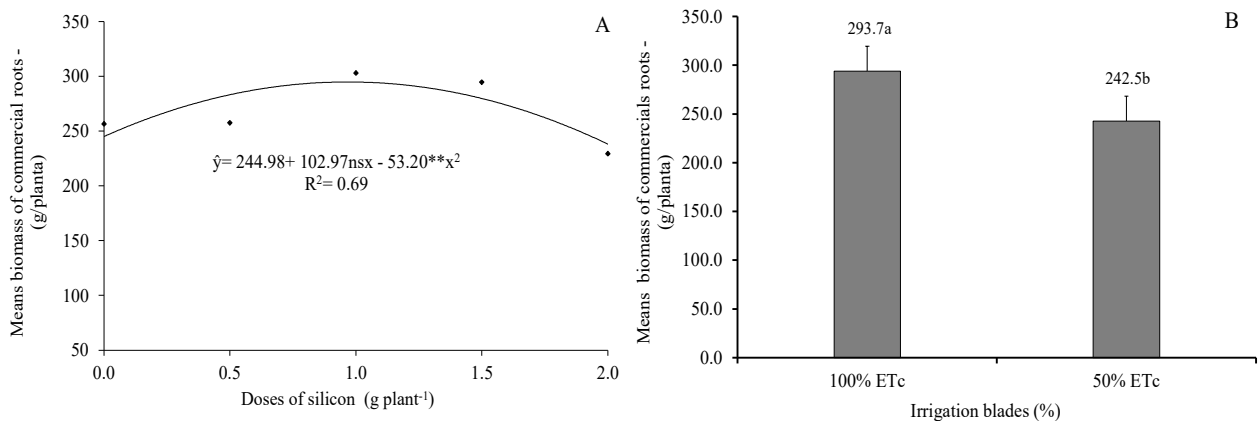 A
Means biomass of commercial roots -
(g/planta)
350
300
250
200
150
100
50
ŷ= 244.98+ 102.97nsx - 53.20**x²
R²= 0.69
0.0 0.5 1.0 1.5 2.0
Doses of silicon (g plant⁻¹)
B
Means biomass of commercials roots -
(g/planta)
350.0
300.0
250.0
200.0
150.0
100.0
50.0
0.0
293.7a
242.5b
100% ETc 50% ETc
Irrigation blades (%)